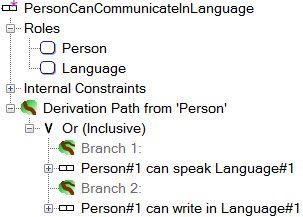 PersonCanCommunicateInLanguage
Roles
Person
Language
Internal Constraints
Derivation Path from 'Person'
V Or (Inclusive)
Branch 1:
Person#1 can speak Language#1
Branch 2:
Person#1 can write in Language#1